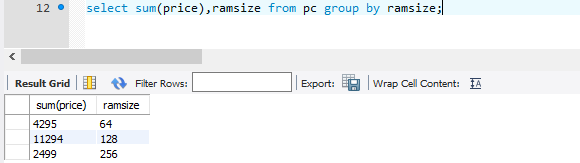 12 select sum(price),ramsize from pc group by ramsize;
Result Grid Filter Rows: Export: Wrap Cell Content: IA
sum(price) ramsize
4295 64
11294 128
2499 256